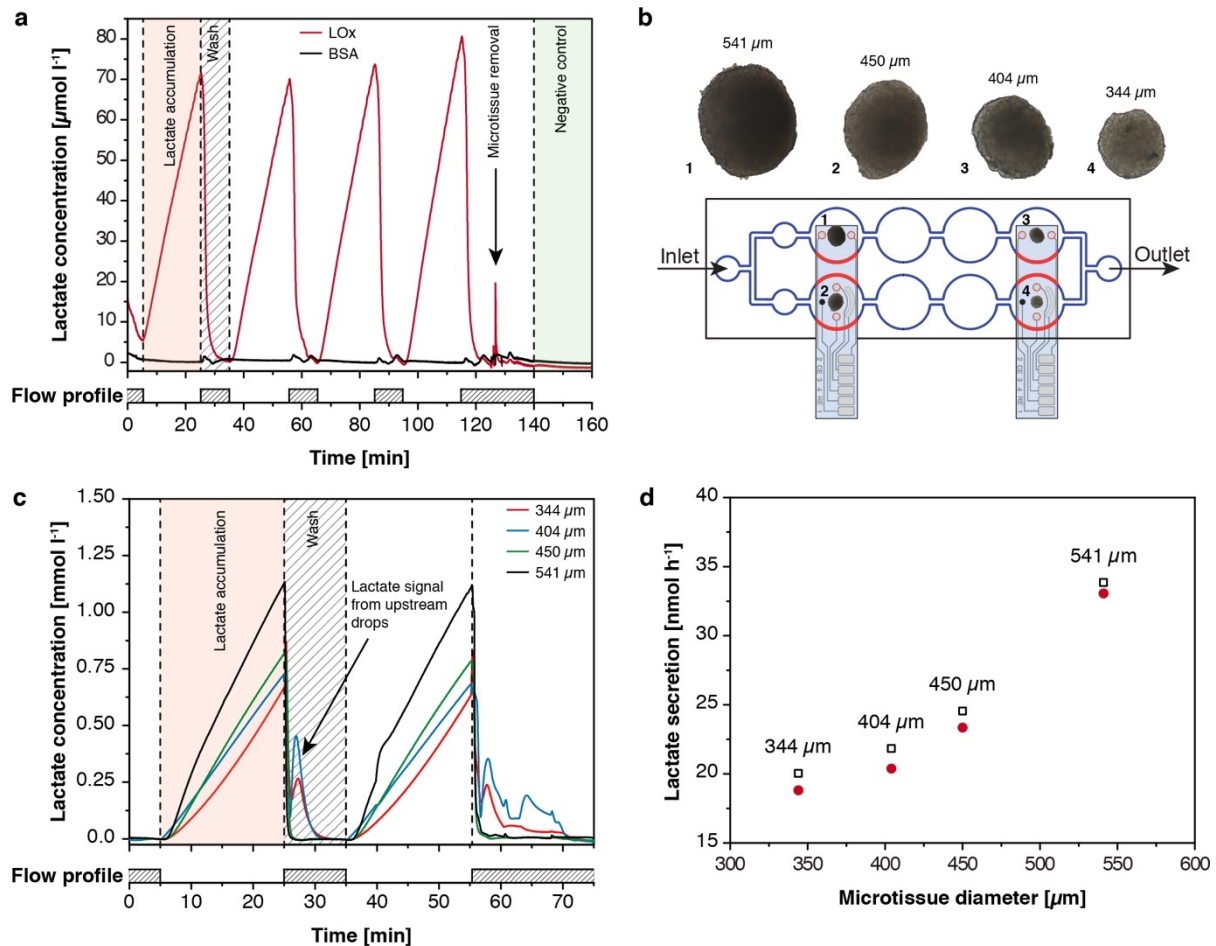 a
Lactate concentration [µmol l⁻¹]
80
70
60
50
40
30
20
10
0
Lactate accumulation
Wash
LOx
BSA
Microtissue removal
Negative control
Flow profile
0 20 40 60 80 100 120 140 160
Time [min]
b
541 µm
450 µm
404 µm
344 µm
1
2
3
4
Inlet
1
3
Outlet
2
4
c
Lactate concentration [mmol l⁻¹]
1.50
1.25
1.00
0.75
0.50
0.25
0.0
Lactate accumulation
Wash
344 µm
404 µm
450 µm
541 µm
Lactate signal
from upstream
drops
Flow profile
0 10 20 30 40 50 60 70
Time [min]
d
Lactate secretion [nmol h⁻¹]
40
35
30
25
20
15
344 µm
404 µm
450 µm
541 µm
300 350 400 450 500 550 600
Microtissue diameter [µm]